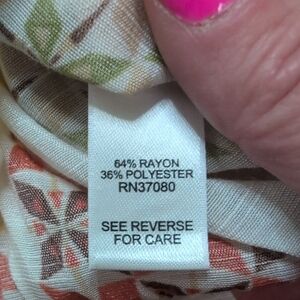 64% RAYON
36% POLYESTER
RN37080
SEE REVERSE
FOR CARE